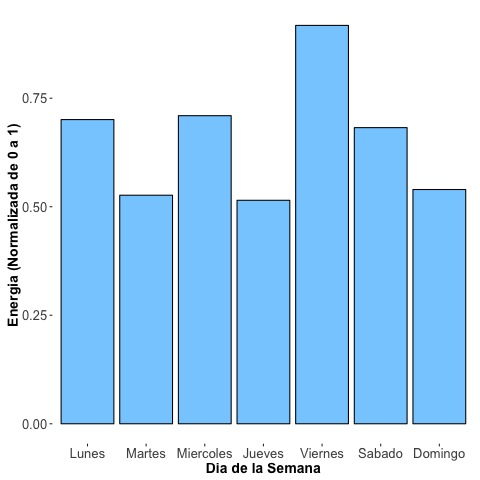 Energia (Normalizada de 0 a 1)
0.75
0.50
0.25
0.00
Lunes Martes Miercoles Jueves Viernes Sabado Domingo
Dia de la Semana